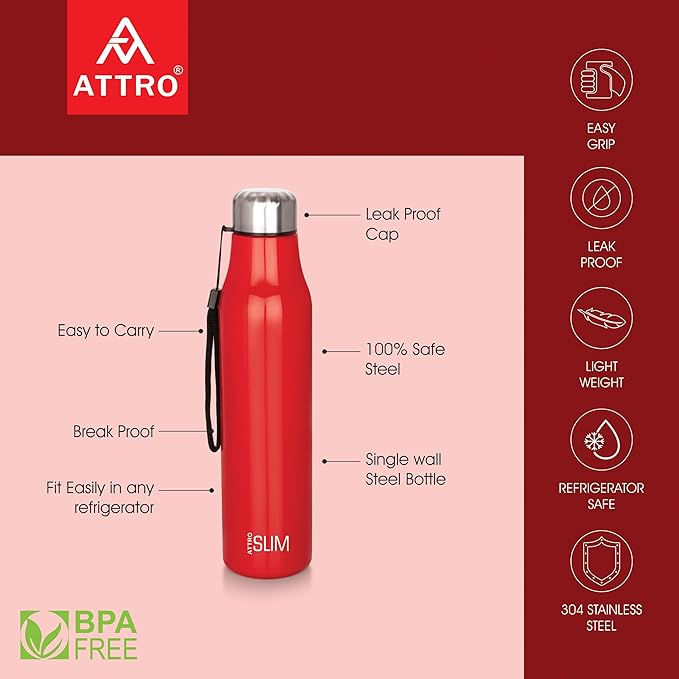 ATTRO®
Leak Proof
Cap
Easy to Carry
100% Safe
Steel
Break Proof
Single wall
Steel Bottle
Fit Easily in any
refrigerator
ATTRO
SLIM
BPA
FREE
EASY
GRIP
LEAK
PROOF
LIGHT
WEIGHT
REFRIGERATOR
SAFE
304 STAINLESS
STEEL